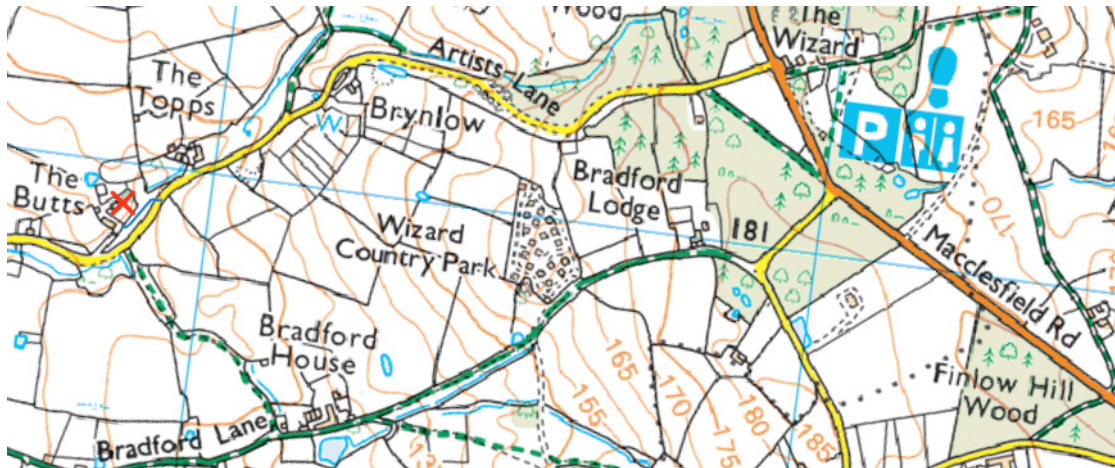 Wood
The
Wizard
Artists Lane
The
Topps
Brynlow
W
P
165
The
Butts
Bradford
Lodge
Wizard
Country Park
181
170
Macclesfield Rd
Bradford
House
165
170
155
180
175
185
Finlow Hill
Wood
Bradford Lane